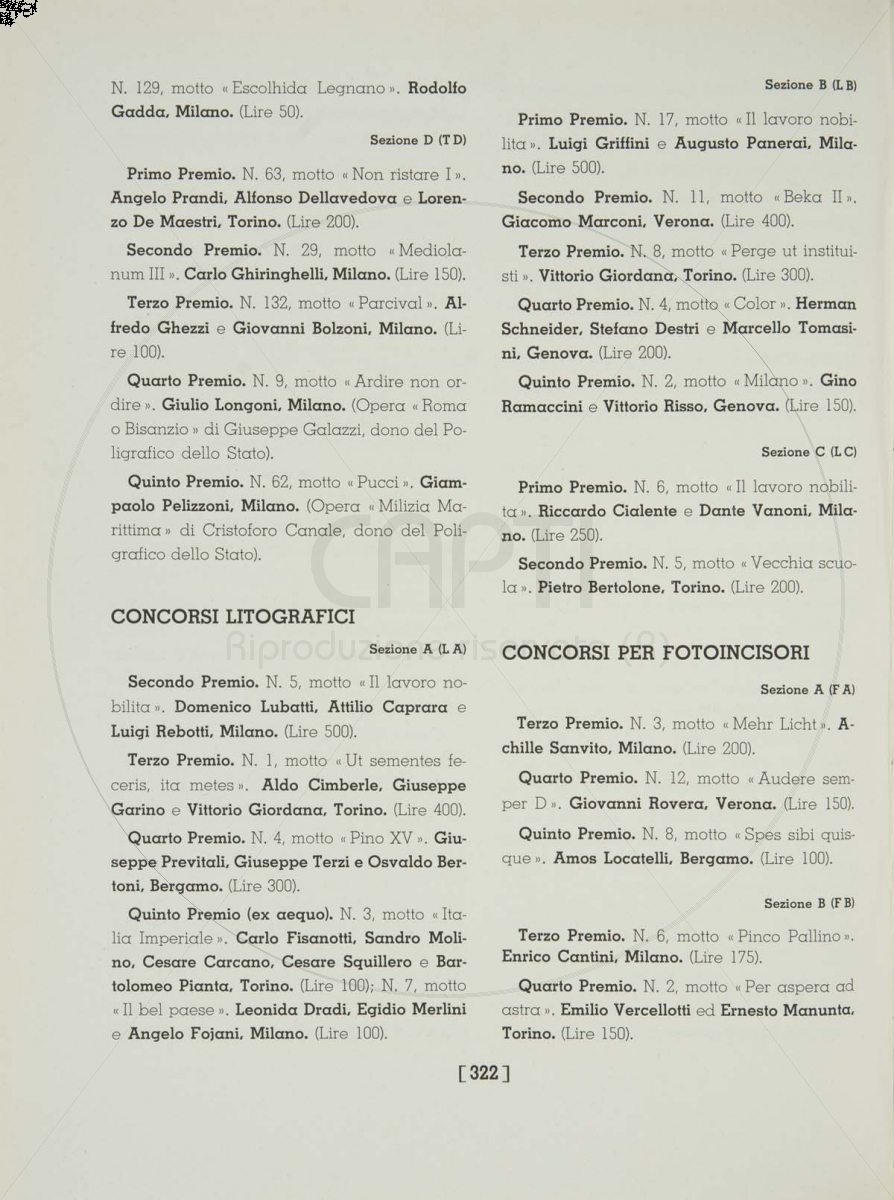 N. 129, motto « Escolhida Legnano ». Rodolfo
Gadda, Milano. (Lire 50).
Sezione D (T D)
Primo Premio. N. 63, motto « Non ristare I ».
Angelo Prandi, Alfonso Dellavedova e Loren-
zo De Maestri, Torino. (Lire 200).
Secondo Premio. N. 29, motto « Mediola-
num III ». Carlo Ghiringhelli, Milano. (Lire 150).
Terzo Premio. N. 132, motto « Parcival ». Al-
fredo Ghezzi e Giovanni Bolzoni, Milano. (Li-
re 100).
Quarto Premio. N. 9, motto « Ardire non or-
dire ». Giulio Longoni, Milano. (Opera « Roma
o Bisanzio » di Giuseppe Galazzi, dono del Po-
ligrafico dello Stato).
Quinto Premio. N. 62, motto « Pucci ». Giam-
paolo Pelizzoni, Milano. (Opera « Milizia Ma-
rittima » di Cristoforo Canale, dono del Poli-
grafico dello Stato).
CONCORSI LITOGRAFICI
Sezione A (L A)
Secondo Premio. N. 5, motto « Il lavoro no-
bilita ». Domenico Lubatti, Attilio Caprara e
Luigi Rebotti, Milano. (Lire 500).
Terzo Premio. N. 1, motto « Ut sementes fe-
ceris, ita metes ». Aldo Cimberle, Giuseppe
Garino e Vittorio Giordana, Torino. (Lire 400).
Quarto Premio. N. 4, motto « Pino XV ». Giu-
seppe Previtali, Giuseppe Terzi e Osvaldo Ber-
toni, Bergamo. (Lire 300).
Quinto Premio (ex aequo). N. 3, motto « Ita-
lia Imperiale ». Carlo Fisanotti, Sandro Moli-
no, Cesare Carcano, Cesare Squillero e Bar-
tolomeo Pianta, Torino. (Lire 100); N. 7, motto
« Il bel paese ». Leonida Dradi, Egidio Merlini
e Angelo Fojani, Milano. (Lire 100).
Sezione B (L B)
Primo Premio. N. 17, motto « Il lavoro nobi-
lita ». Luigi Griffini e Augusto Panerai, Mila-
no. (Lire 500).
Secondo Premio. N. 11, motto « Beka II ».
Giacomo Marconi, Verona. (Lire 400).
Terzo Premio. N. 8, motto « Perge ut institui-
sti ». Vittorio Giordana, Torino. (Lire 300).
Quarto Premio. N. 4, motto « Color ». Herman
Schneider, Stefano Destri e Marcello Tomasi-
ni, Genova. (Lire 200).
Quinto Premio. N. 2, motto « Milano ». Gino
Ramaccini e Vittorio Risso, Genova. (Lire 150).
Sezione C (L C)
Primo Premio. N. 6, motto « Il lavoro nobili-
ta ». Riccardo Cialente e Dante Vanoni, Mila-
no. (Lire 250).
Secondo Premio. N. 5, motto « Vecchia scuo-
la ». Pietro Bertolone, Torino. (Lire 200).
CONCORSI PER FOTOINCISORI
Sezione A (F A)
Terzo Premio. N. 3, motto « Mehr Licht ». A-
chille Sanvito, Milano. (Lire 200).
Quarto Premio. N. 12, motto « Audere sem-
per D ». Giovanni Rovera, Verona. (Lire 150).
Quinto Premio. N. 8, motto « Spes sibi quis-
que ». Amos Locatelli, Bergamo. (Lire 100).
Sezione B (F B)
Terzo Premio. N. 6, motto « Pinco Pallino ».
Enrico Cantini, Milano. (Lire 175).
Quarto Premio. N. 2, motto « Per aspera ad
astra ». Emilio Vercellotti ed Ernesto Manunta,
Torino. (Lire 150).
[ 322 ]
CAPTI
Riproduzione riservata (R)